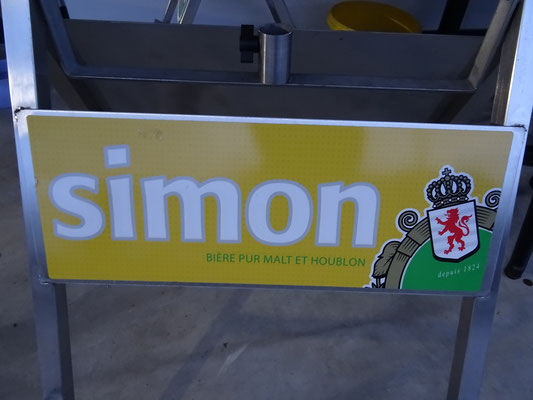 simon
BIÈRE PUR MALT ET HOUBLON
depuis 1824